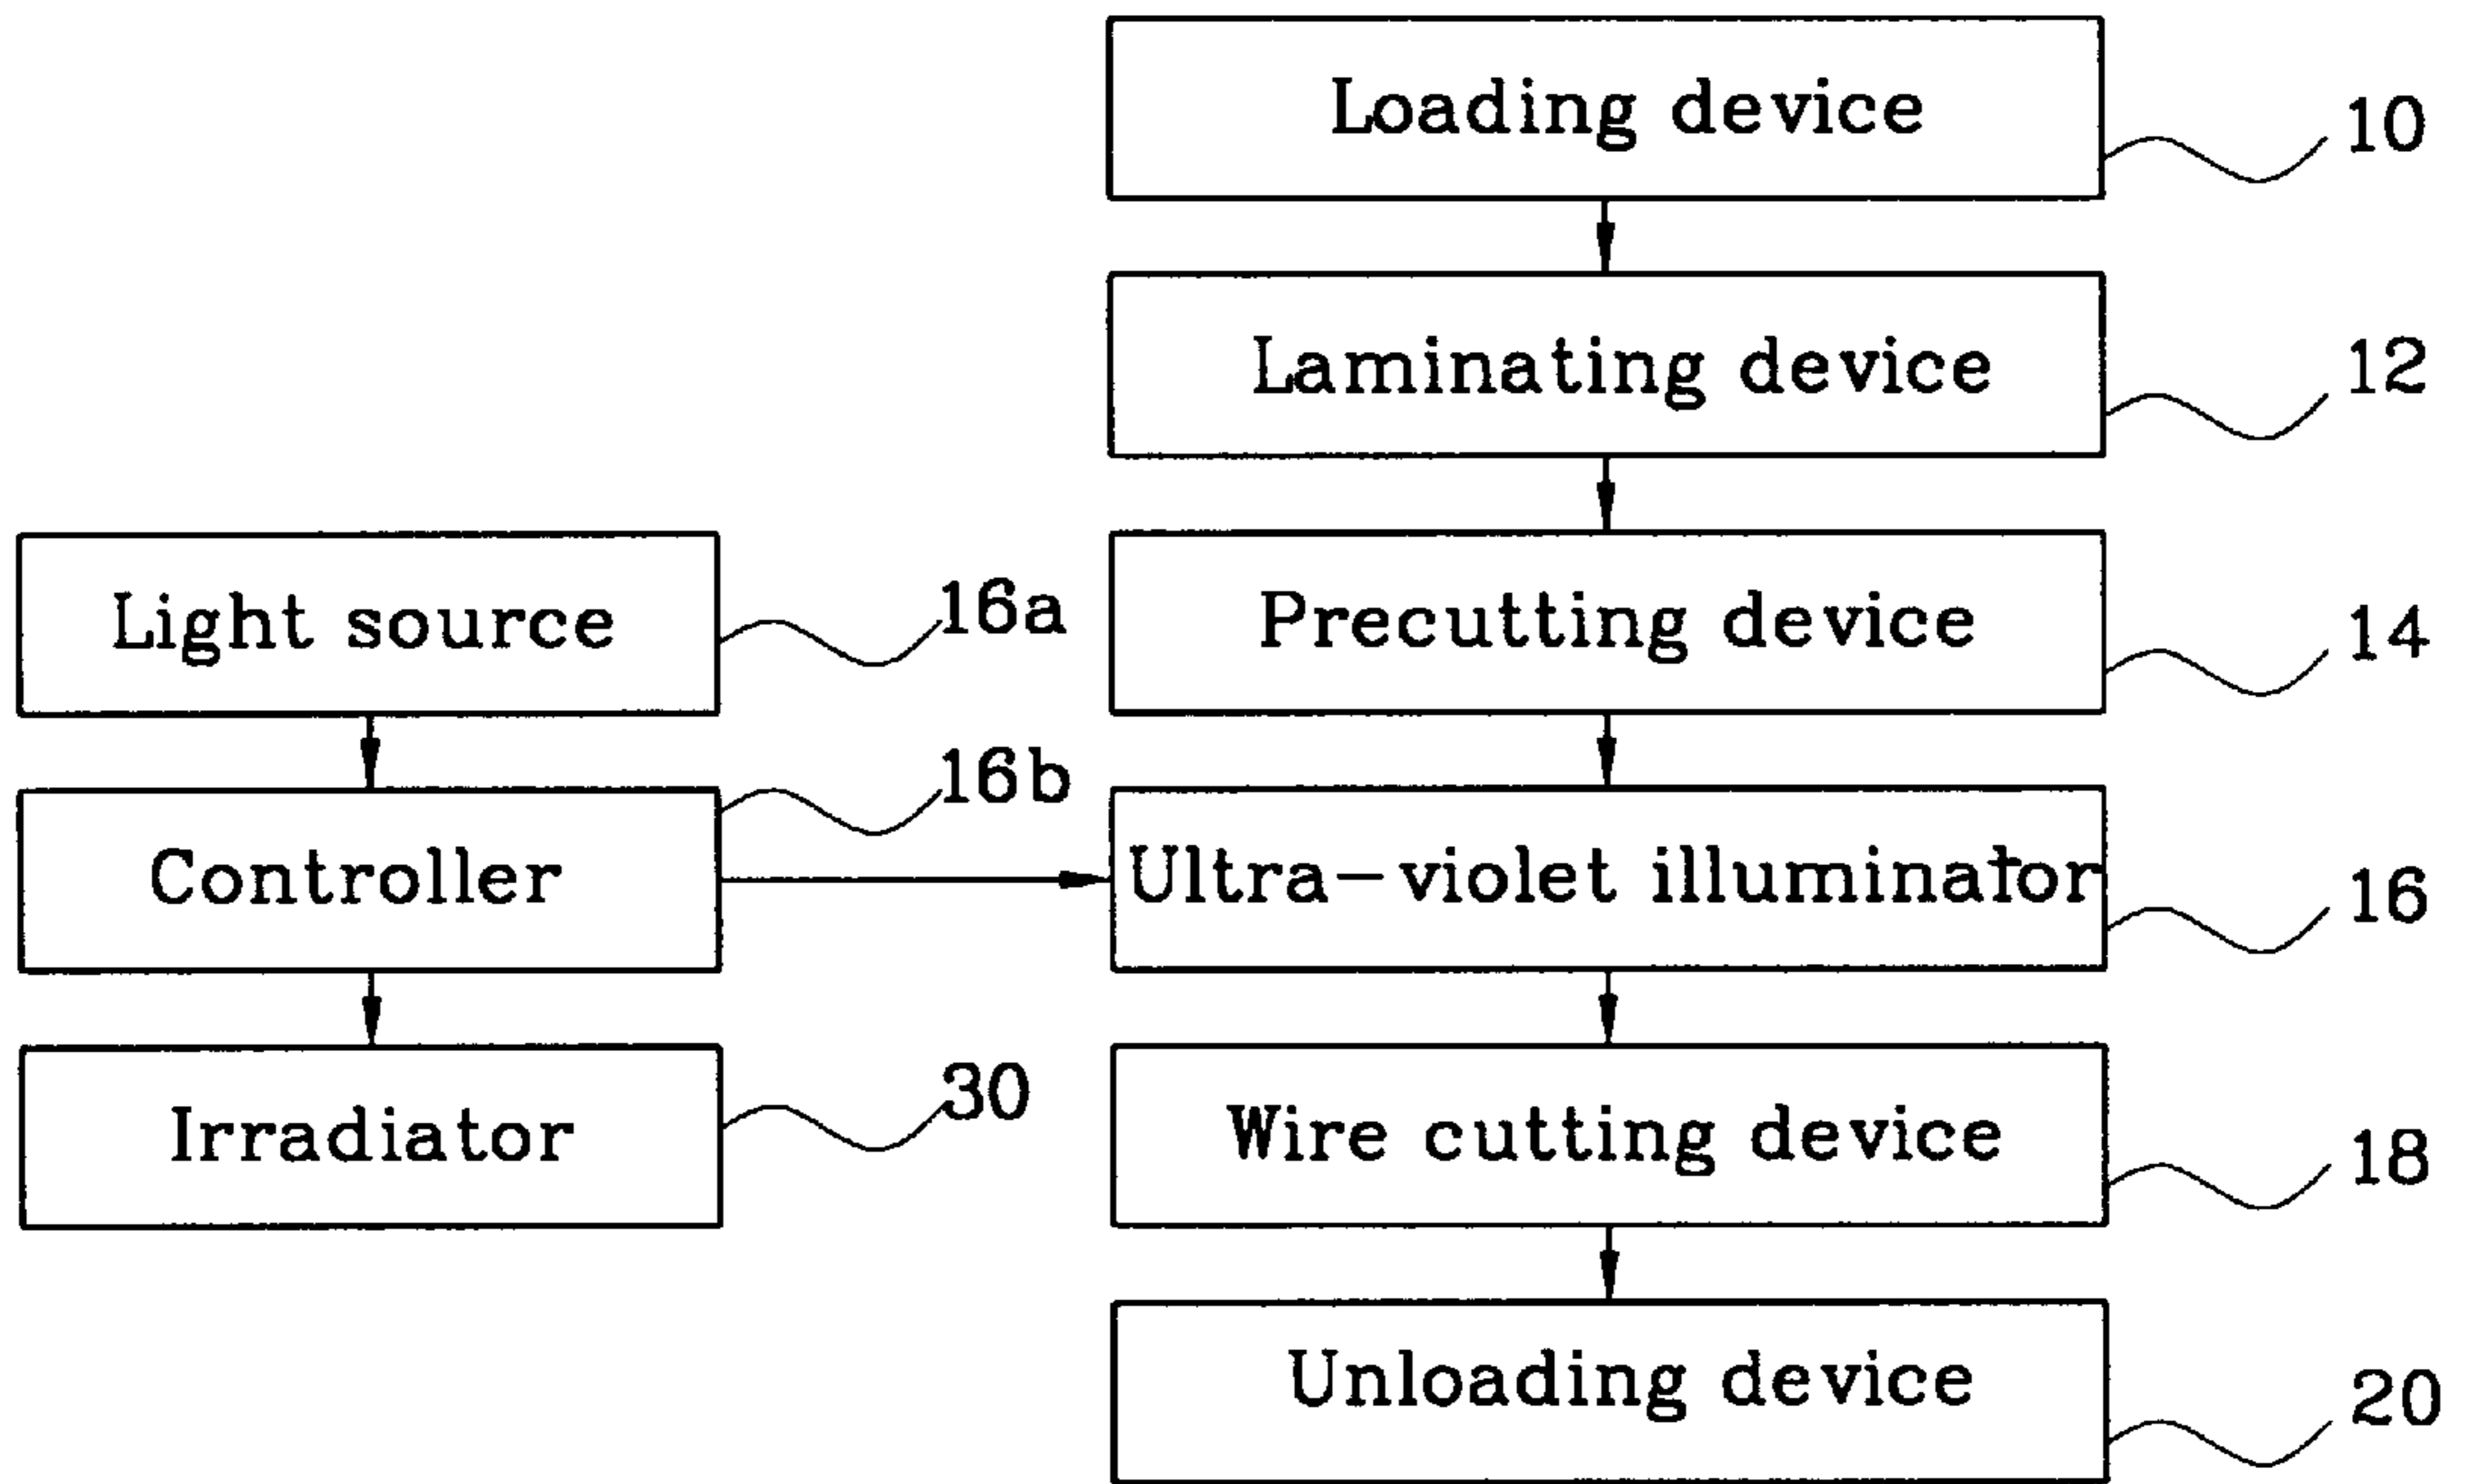 Loading device
10
Laminating device
12
Light source
16a
Precutting device
14
Controller
16b
Ultra-violet illuminator
16
Irradiator
30
Wire cutting device
18
Unloading device
20